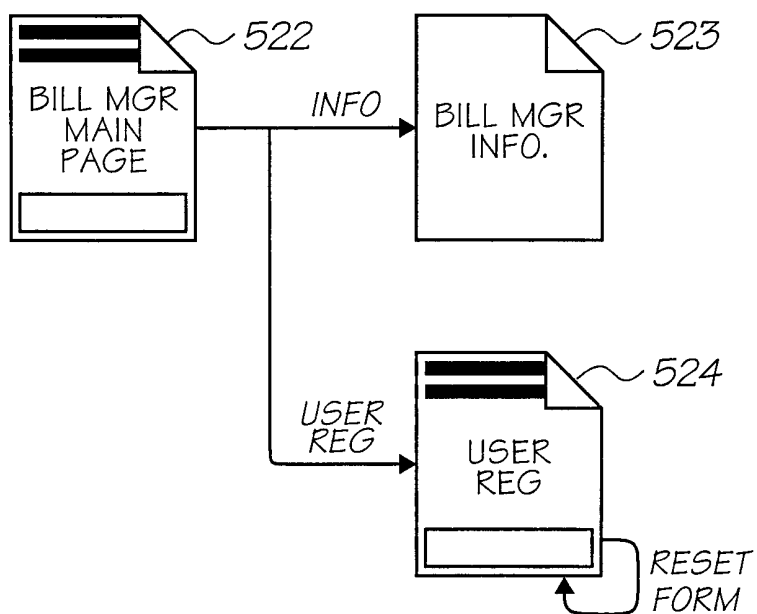 522
BILL MGR
MAIN
PAGE
INFO
523
BILL MGR
INFO.
USER
REG
524
USER
REG
RESET
FORM